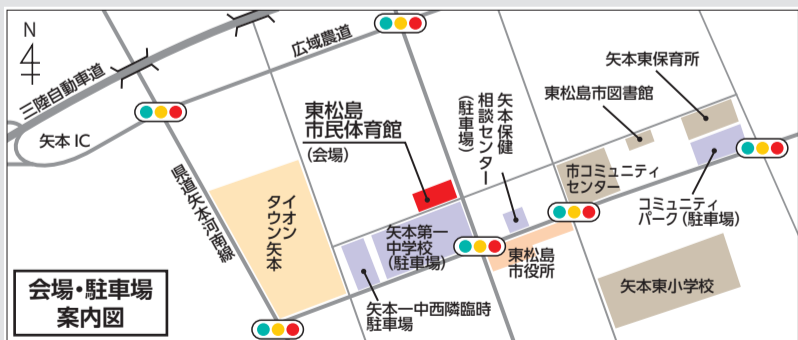 N
三陸自動車道
広域農道
矢本IC
県道矢本河南線
イオン
タウン矢本
東松島
市民体育館
(会場)
矢本保健
相談センター
(駐車場)
矢本東保育所
東松島市図書館
市コミュニティ
センター
コミュニティ
パーク(駐車場)
矢本第一
中学校
(駐車場)
東松島
市役所
矢本一中西隣臨時
駐車場
矢本東小学校
会場・駐車場
案内図